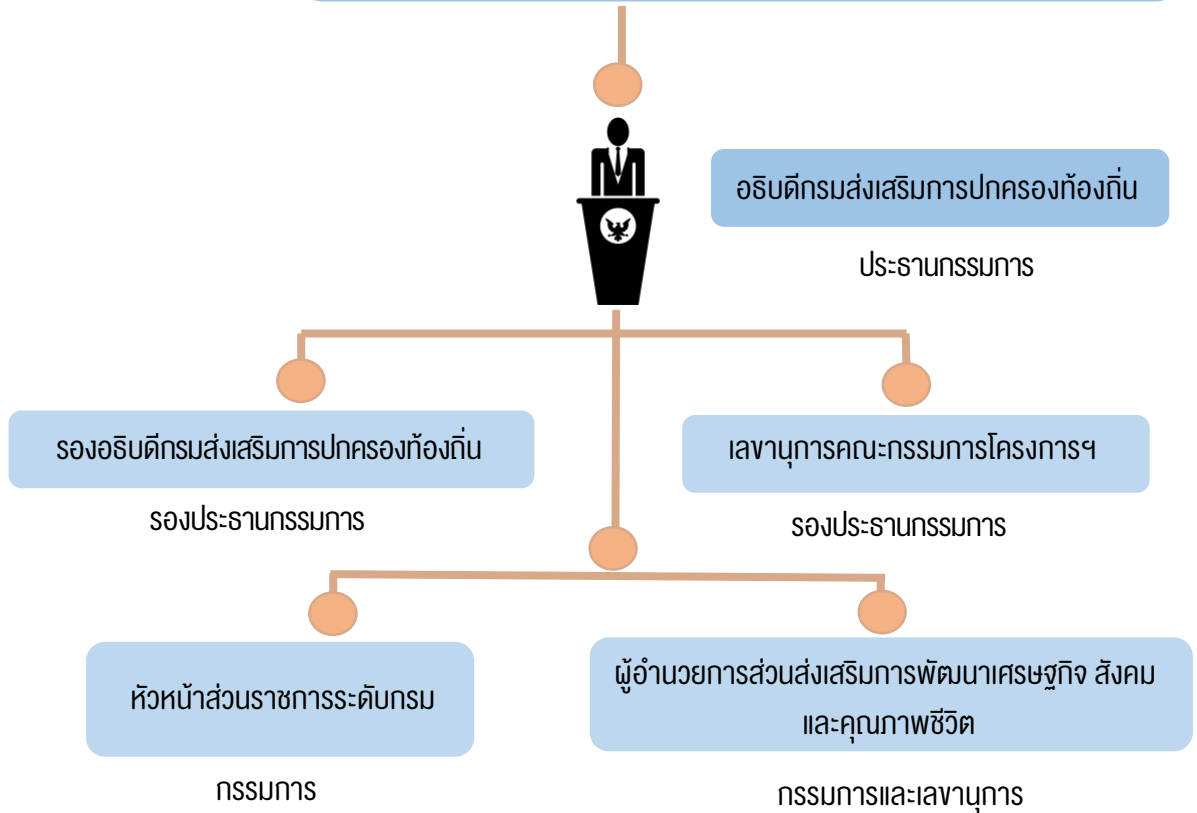 อธิบดีกรมส่งเสริมการปกครองท้องถิ่น
ประธานกรรมการ
รองอธิบดีกรมส่งเสริมการปกครองท้องถิ่น
รองประธานกรรมการ
เลขานุการคณะกรรมการโครงการฯ
รองประธานกรรมการ
หัวหน้าส่วนราชการระดับกรม
กรรมการ
ผู้อำนวยการส่วนส่งเสริมการพัฒนาเศรษฐกิจ สังคม
และคุณภาพชีวิต
กรรมการและเลขานุการ